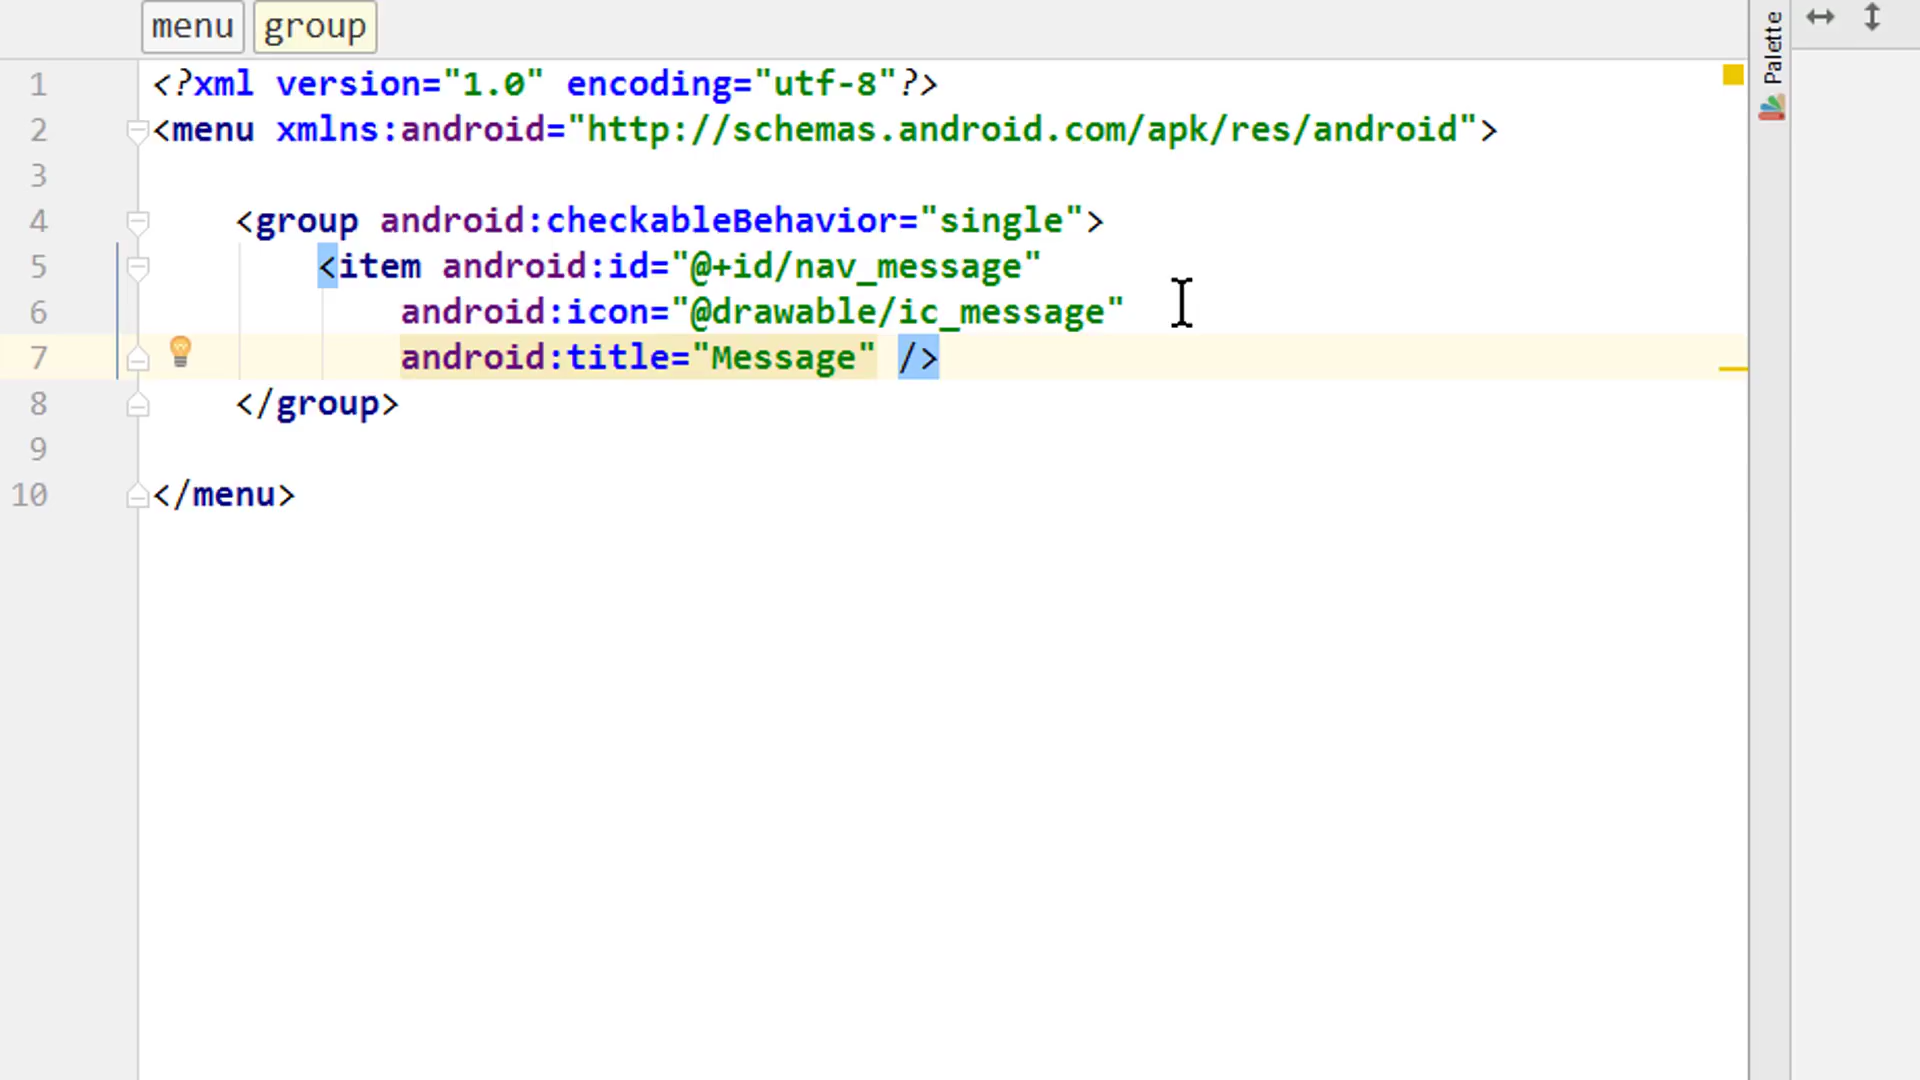 menu group
Palette
1 <?xml version="1.0" encoding="utf-8"?>
2 <menu xmlns:android="http://schemas.android.com/apk/res/android">
3
4 <group android:checkableBehavior="single">
5 <item android:id="@+id/nav_message"
6 android:icon="@drawable/ic_message"
7 android:title="Message" />
8 </group>
9
10 </menu>